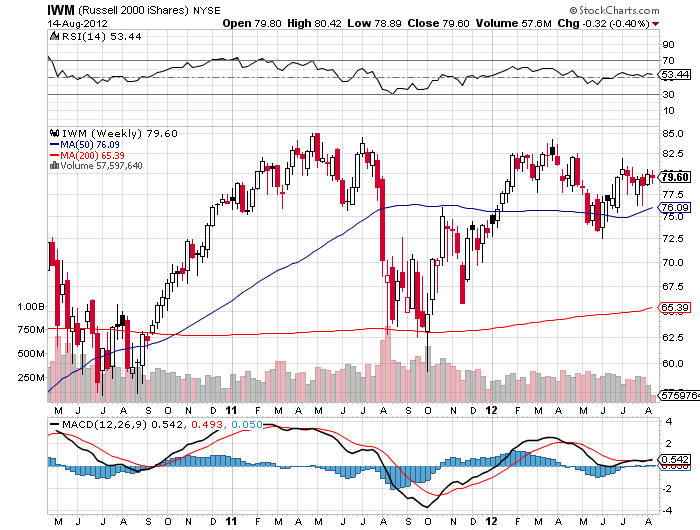 IWM (Russell 2000 iShares) NYSE
© StockCharts.com
14-Aug-2012 Open 79.80 High 80.42 Low 78.89 Close 79.60 Volume 57.6M Chg -0.32 (-0.40%)
RSI(14) 53.44
90
70
53.44
30
10
IWM (Weekly) 79.60
MA(50) 76.09
MA(200) 65.39
Volume 57,597,640
85.0
82.5
79.60
77.5
76.09
75.0
72.5
70.0
67.5
65.39
62.5
60.0
1.00B
750M
500M
250M
5759764
M J J A S O N D 11 F M A M J J A S O N D 12 F M A M J J A
MACD(12,26,9) 0.542, 0.493, 0.050
4
2
0.542
-2
-4
M J J A S O N D 11 F M A M J J A S O N D 12 F M A M J J A